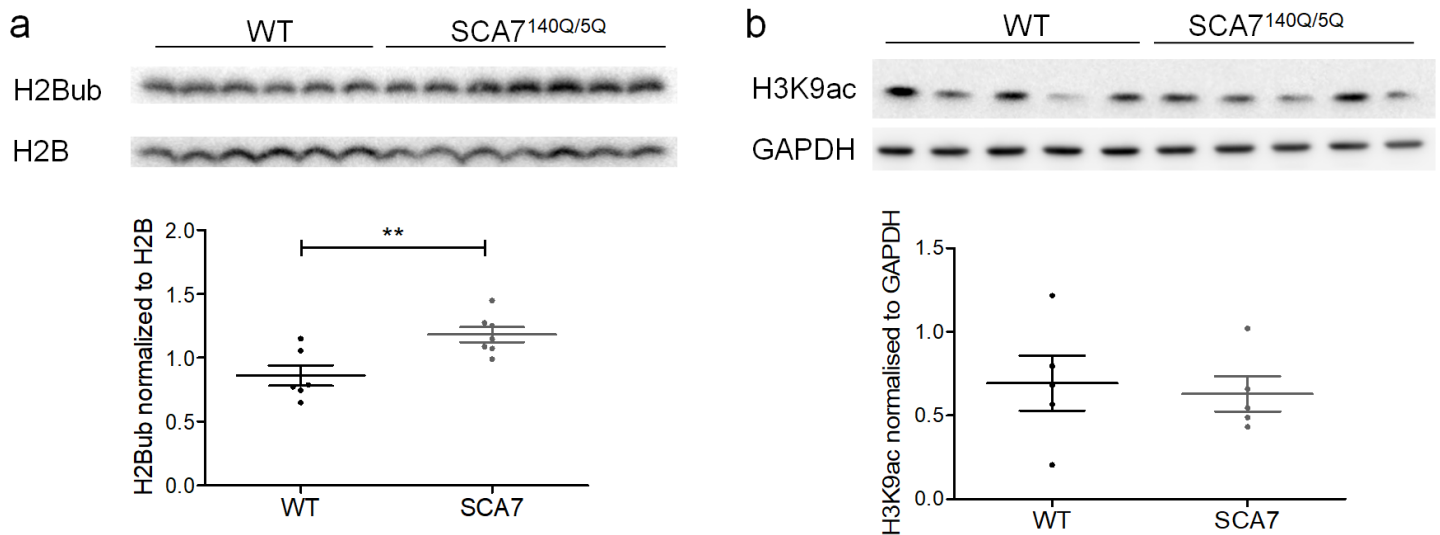 a
WT SCA7140Q/5Q
H2Bub
H2B
H2Bub normalized to H2B
2.0
1.5
1.0
0.5
0.0
**
WT SCA7
b
WT SCA7140Q/5Q
H3K9ac
GAPDH
H3K9ac normalised to GAPDH
1.5
1.0
0.5
0.0
WT SCA7